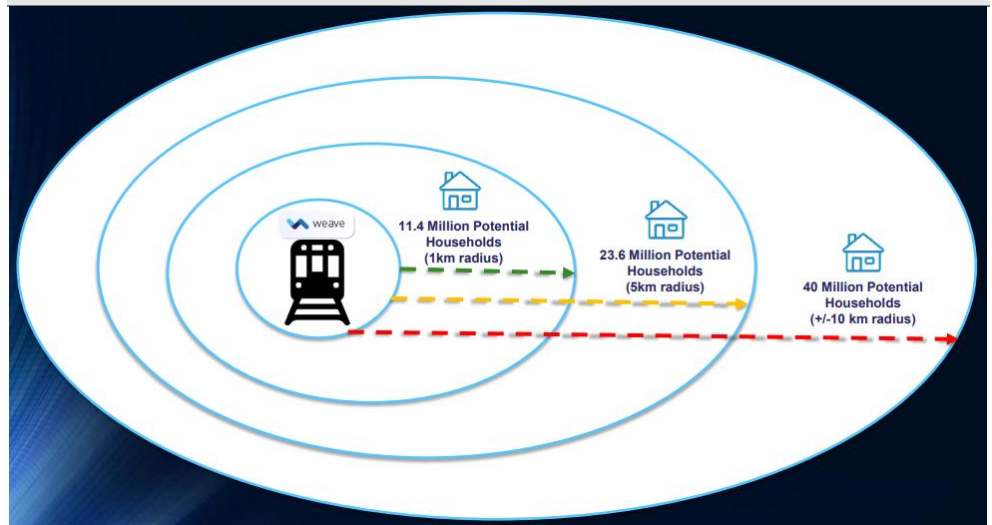 weave
11.4 Million Potential
Households
(1km radius)
23.6 Million Potential
Households
(5km radius)
40 Million Potential
Households
(+/-10 km radius)